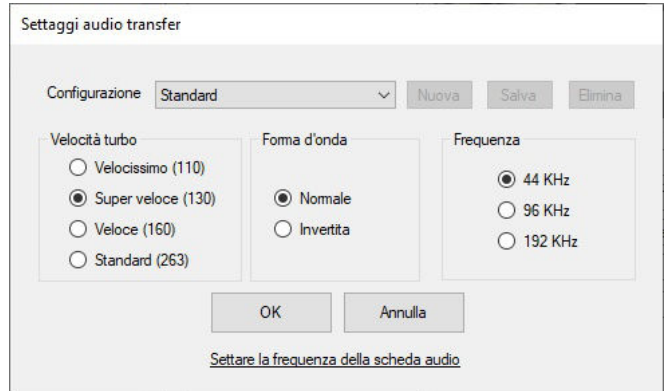 Settaggi audio transfer
Configurazione Standard Nuova Salva Elimina
Velocità turbo
Velocissimo (110)
Super veloce (130)
Veloce (160)
Standard (263)
Forma d'onda
Normale
Invertita
Frequenza
44 KHz
96 KHz
192 KHz
OK Annulla
Settare la frequenza della scheda audio